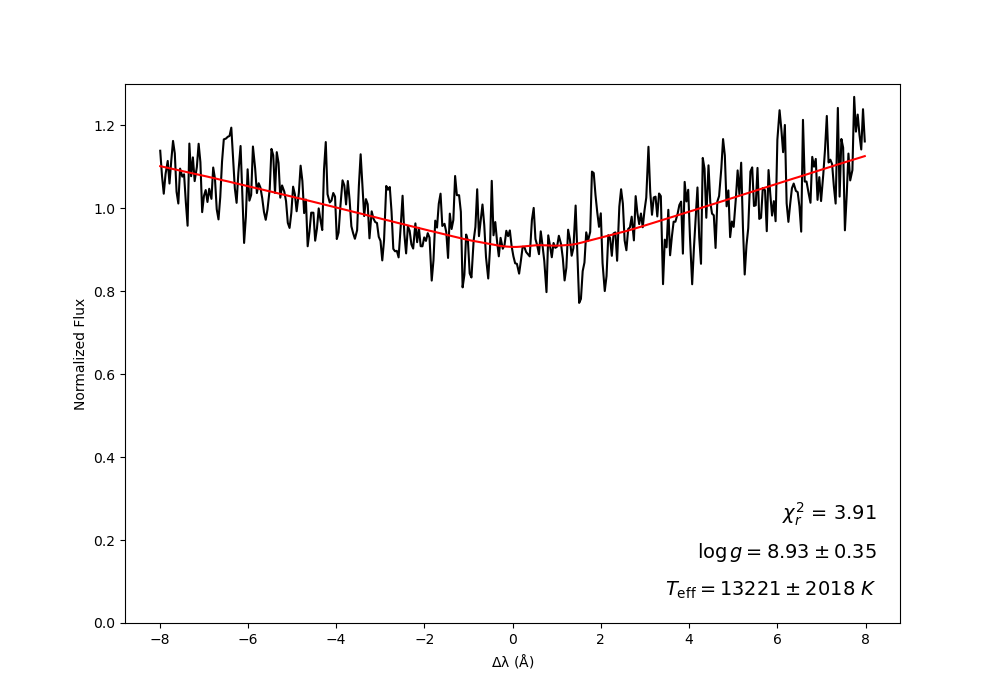 1.2
1.0
0.8
0.6
0.4
0.2
0.0
Normalized Flux
χ²ᵣ = 3.91
log g = 8.93 ± 0.35
T_eff = 13221 ± 2018 K
−8 −6 −4 −2 0 2 4 6 8
Δλ (Å)